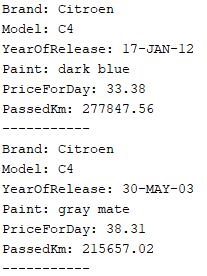 Brand: Citroen
Model: C4
YearOfRelease: 17-JAN-12
Paint: dark blue
PriceForDay: 33.38
PassedKm: 277847.56
-----------
Brand: Citroen
Model: C4
YearOfRelease: 30-MAY-03
Paint: gray mate
PriceForDay: 38.31
PassedKm: 215657.02
-----------